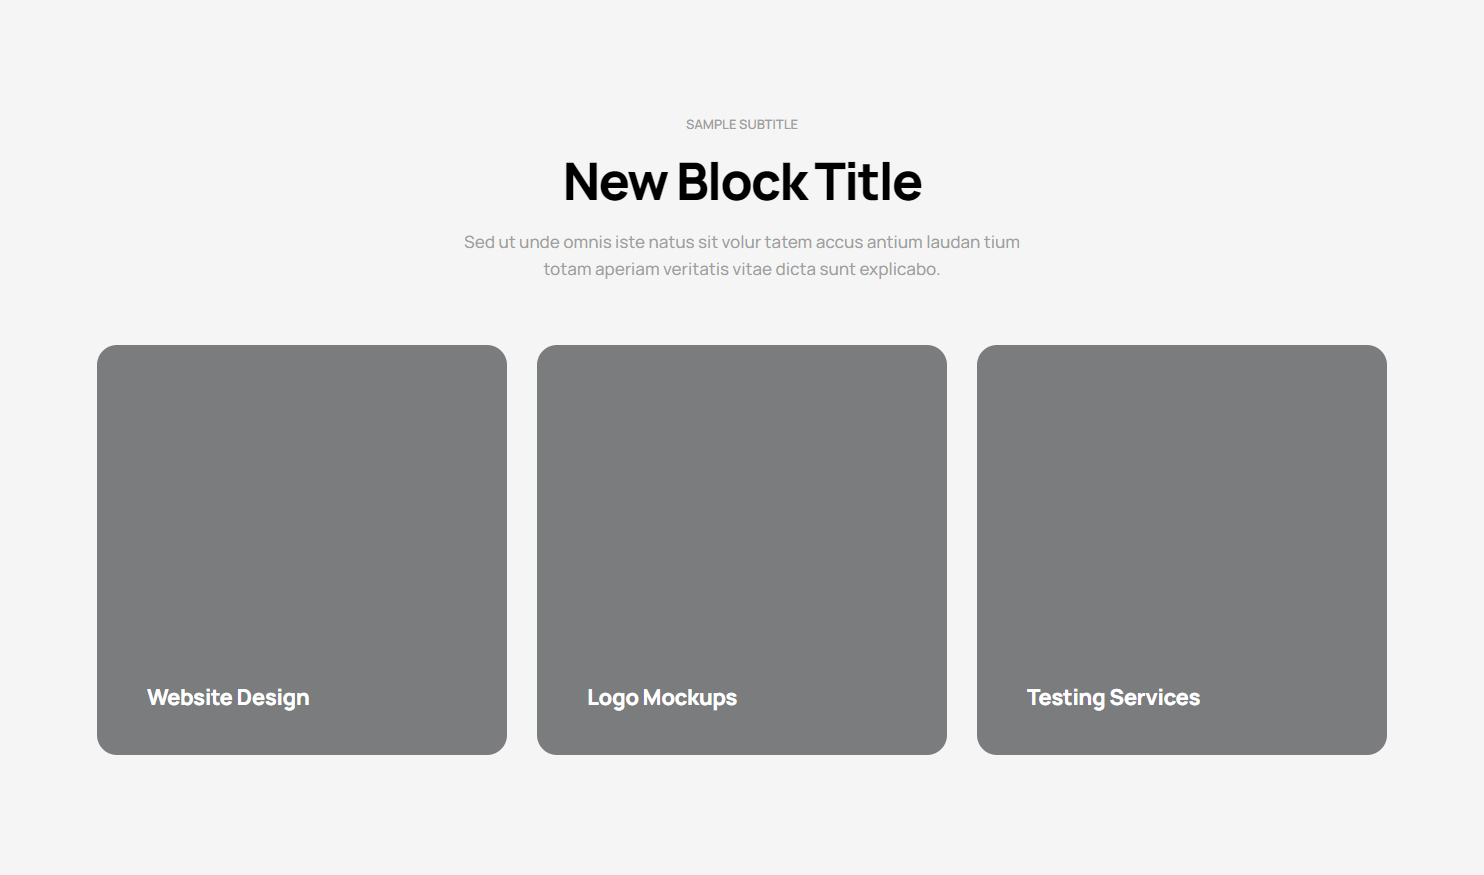 SAMPLE SUBTITLE
New Block Title
Sed ut unde omnis iste natus sit volur tatem accus antium laudan tium
totam aperiam veritatis vitae dicta sunt explicabo.
Website Design
Logo Mockups
Testing Services